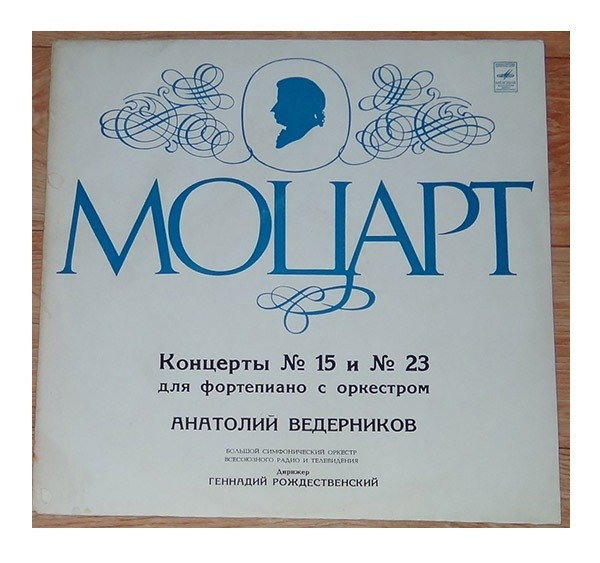 МОЦАРТ
Концерты № 15 и № 23
для фортепиано с оркестром
АНАТОЛИЙ ВЕДЕРНИКОВ
БОЛЬШОЙ СИМФОНИЧЕСКИЙ ОРКЕСТР
ВСЕСОЮЗНОГО РАДИО И ТЕЛЕВИДЕНИЯ
Дирижер
ГЕННАДИЙ РОЖДЕСТВЕНСКИЙ